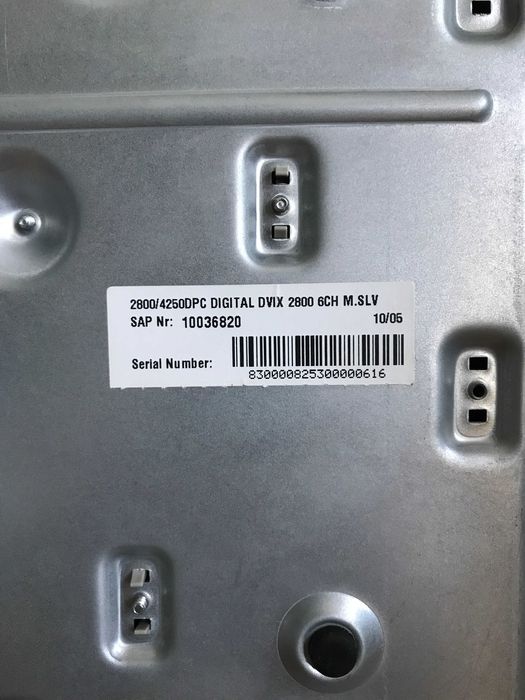 2800/4250DPC DIGITAL DVIX 2800 6CH M.SLV
SAP Nr: 10036820 10/05
Serial Number:
830000825300000616